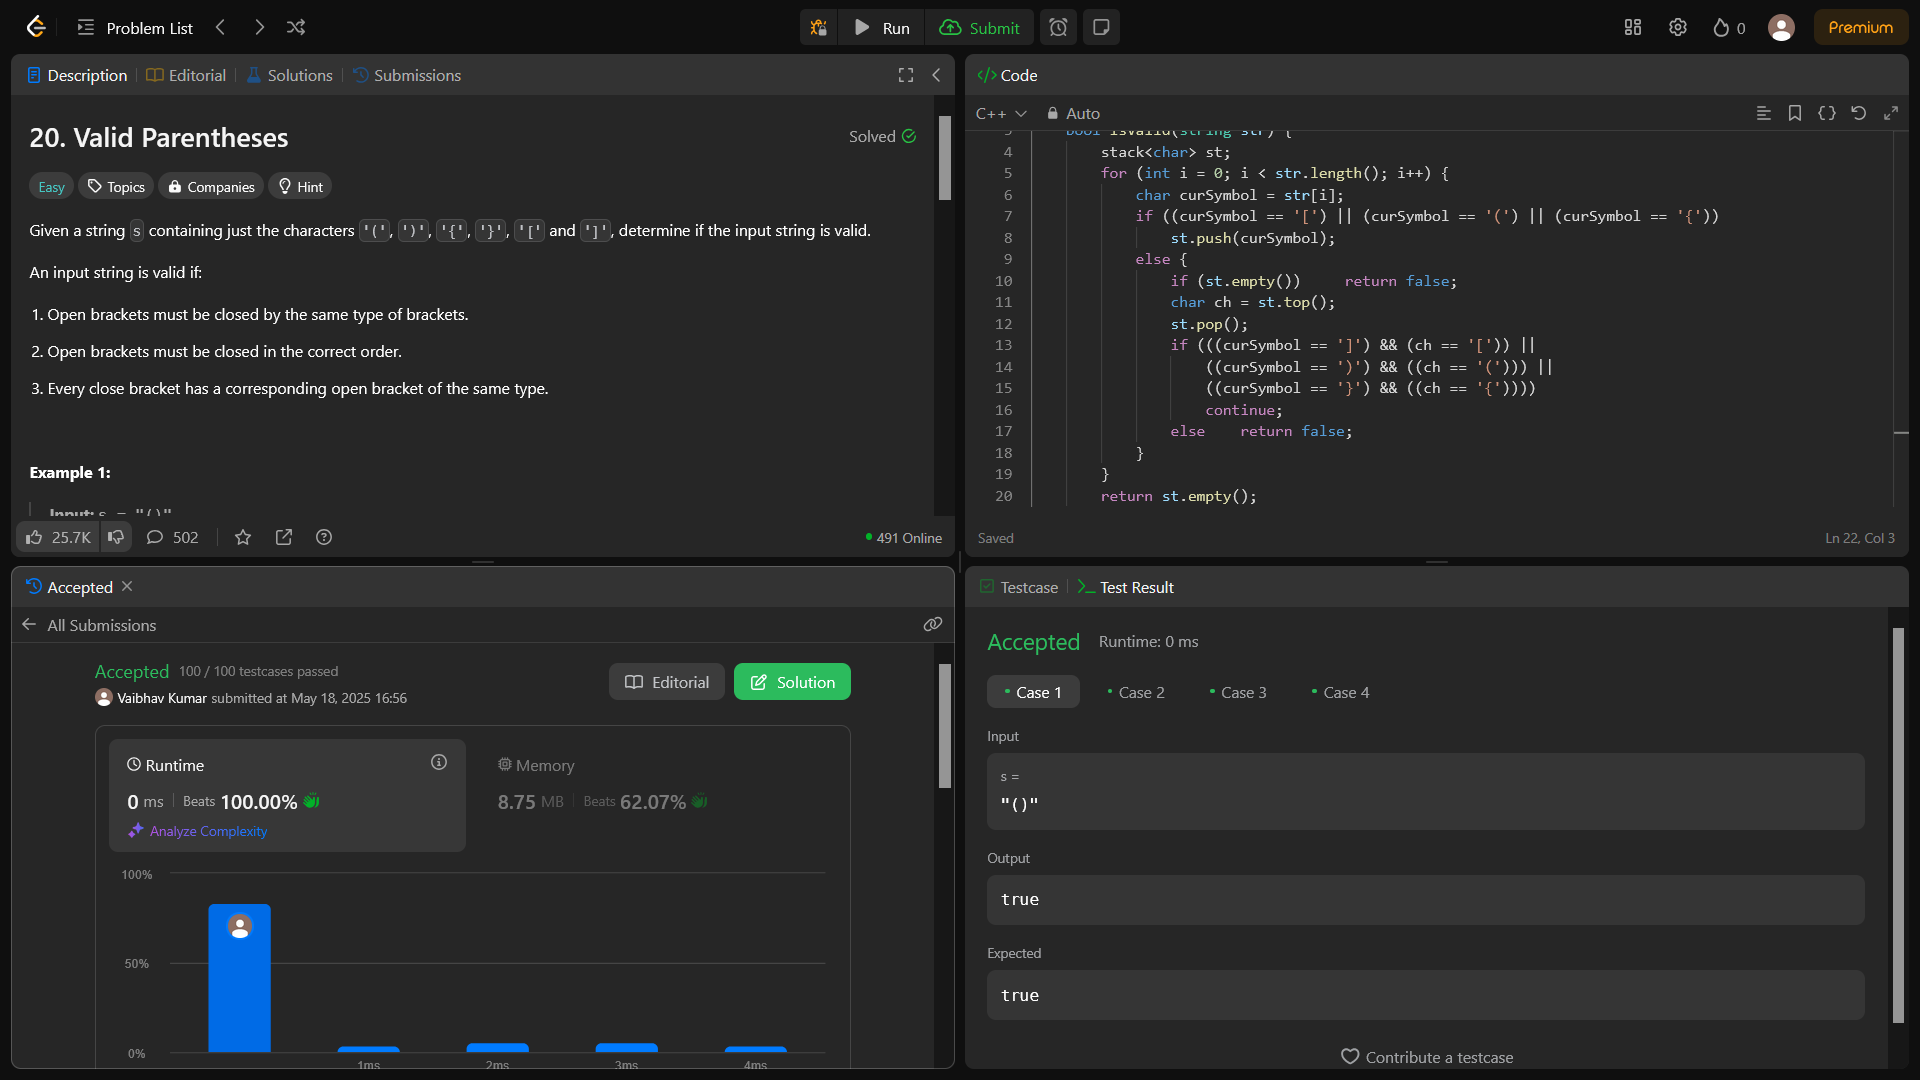 Problem List
Run
Submit
0
Premium
Description
Editorial
Solutions
Submissions
20. Valid Parentheses
Solved
Easy
Topics
Companies
Hint
Given a string s containing just the characters '(', ')', '{', '}', '[' and ']', determine if the input string is valid.
An input string is valid if:
1. Open brackets must be closed by the same type of brackets.
2. Open brackets must be closed in the correct order.
3. Every close bracket has a corresponding open bracket of the same type.
Example 1:
Input: s = "()"
25.7K
502
491 Online
Code
C++
Auto
3 bool isValid(string str) {
4 stack<char> st;
5 for (int i = 0; i < str.length(); i++) {
6 char curSymbol = str[i];
7 if ((curSymbol == '[') || (curSymbol == '(') || (curSymbol == '{'))
8 st.push(curSymbol);
9 else {
10 if (st.empty()) return false;
11 char ch = st.top();
12 st.pop();
13 if (((curSymbol == ']') && (ch == '[')) ||
14 ((curSymbol == ')') && ((ch == '('))) ||
15 ((curSymbol == '}') && ((ch == '{'))))
16 continue;
17 else return false;
18 }
19 }
20 return st.empty();
Saved
Ln 22, Col 3
Accepted
All Submissions
Accepted 100 / 100 testcases passed
Vaibhav Kumar submitted at May 18, 2025 16:56
Editorial
Solution
Runtime
0 ms Beats 100.00%
Analyze Complexity
Memory
8.75 MB Beats 62.07%
100%
50%
0%
1ms
2ms
3ms
4ms
Testcase
Test Result
Accepted Runtime: 0 ms
Case 1
Case 2
Case 3
Case 4
Input
s =
"()"
Output
true
Expected
true
Contribute a testcase